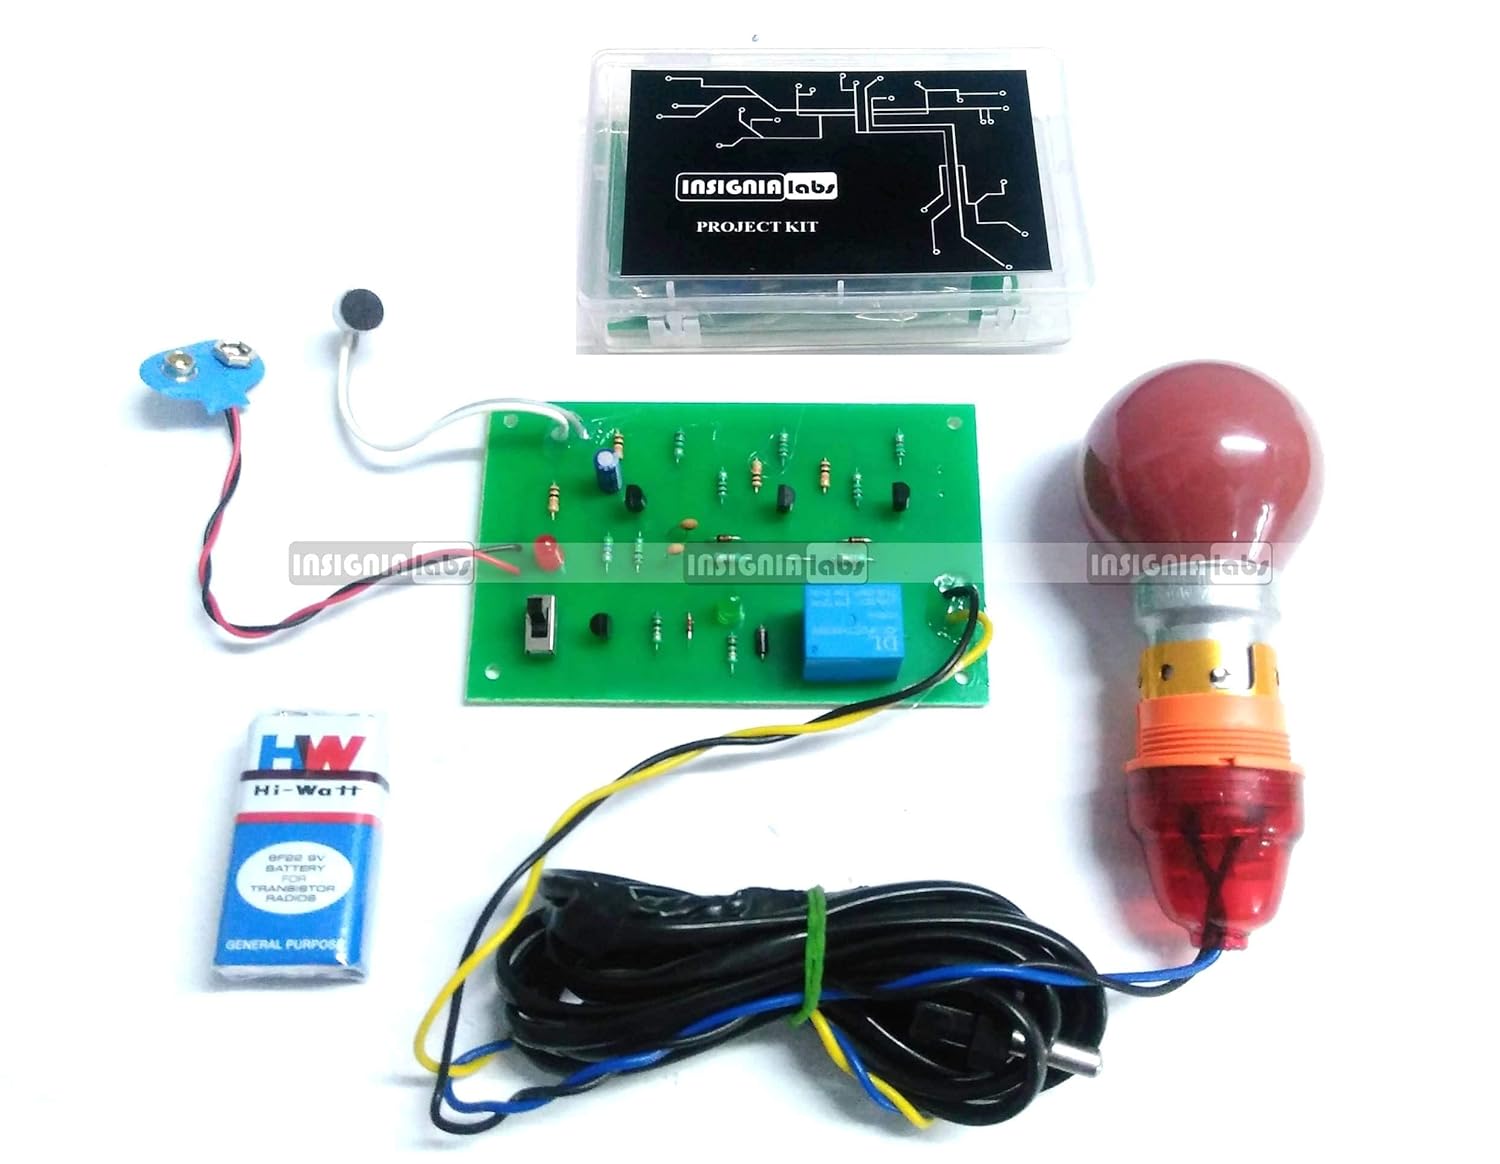 INSIGNIA labs
PROJECT KIT
INSIGNIA labs INSIGNIA labs INSIGNIA labs
DL
HW
Hi-Watt
6F22 9V
BATTERY
FOR
TRANSISTOR
RADIOS
GENERAL PURPOSE